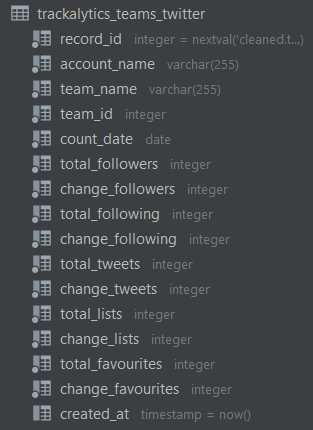 trackalytics_teams_twitter
record_id integer = nextval('cleaned.t...)
account_name varchar(255)
team_name varchar(255)
team_id integer
count_date date
total_followers integer
change_followers integer
total_following integer
change_following integer
total_tweets integer
change_tweets integer
total_lists integer
change_lists integer
total_favourites integer
change_favourites integer
created_at timestamp = now()